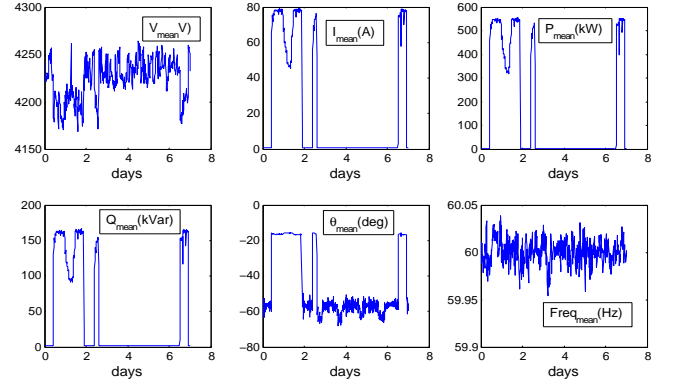 V_mean V)
4300
4250
4200
4150
0 2 4 6 8
days
I_mean(A)
80
60
40
20
0
0 2 4 6 8
days
P_mean(kW)
600
500
400
300
200
100
0
0 2 4 6 8
days
Q_mean(kVar)
200
150
100
50
0
0 2 4 6 8
days
θ_mean(deg)
0
−20
−40
−60
−80
0 2 4 6 8
days
60.05
60
59.95
59.9
Freq_mean(Hz)
0 2 4 6 8
days